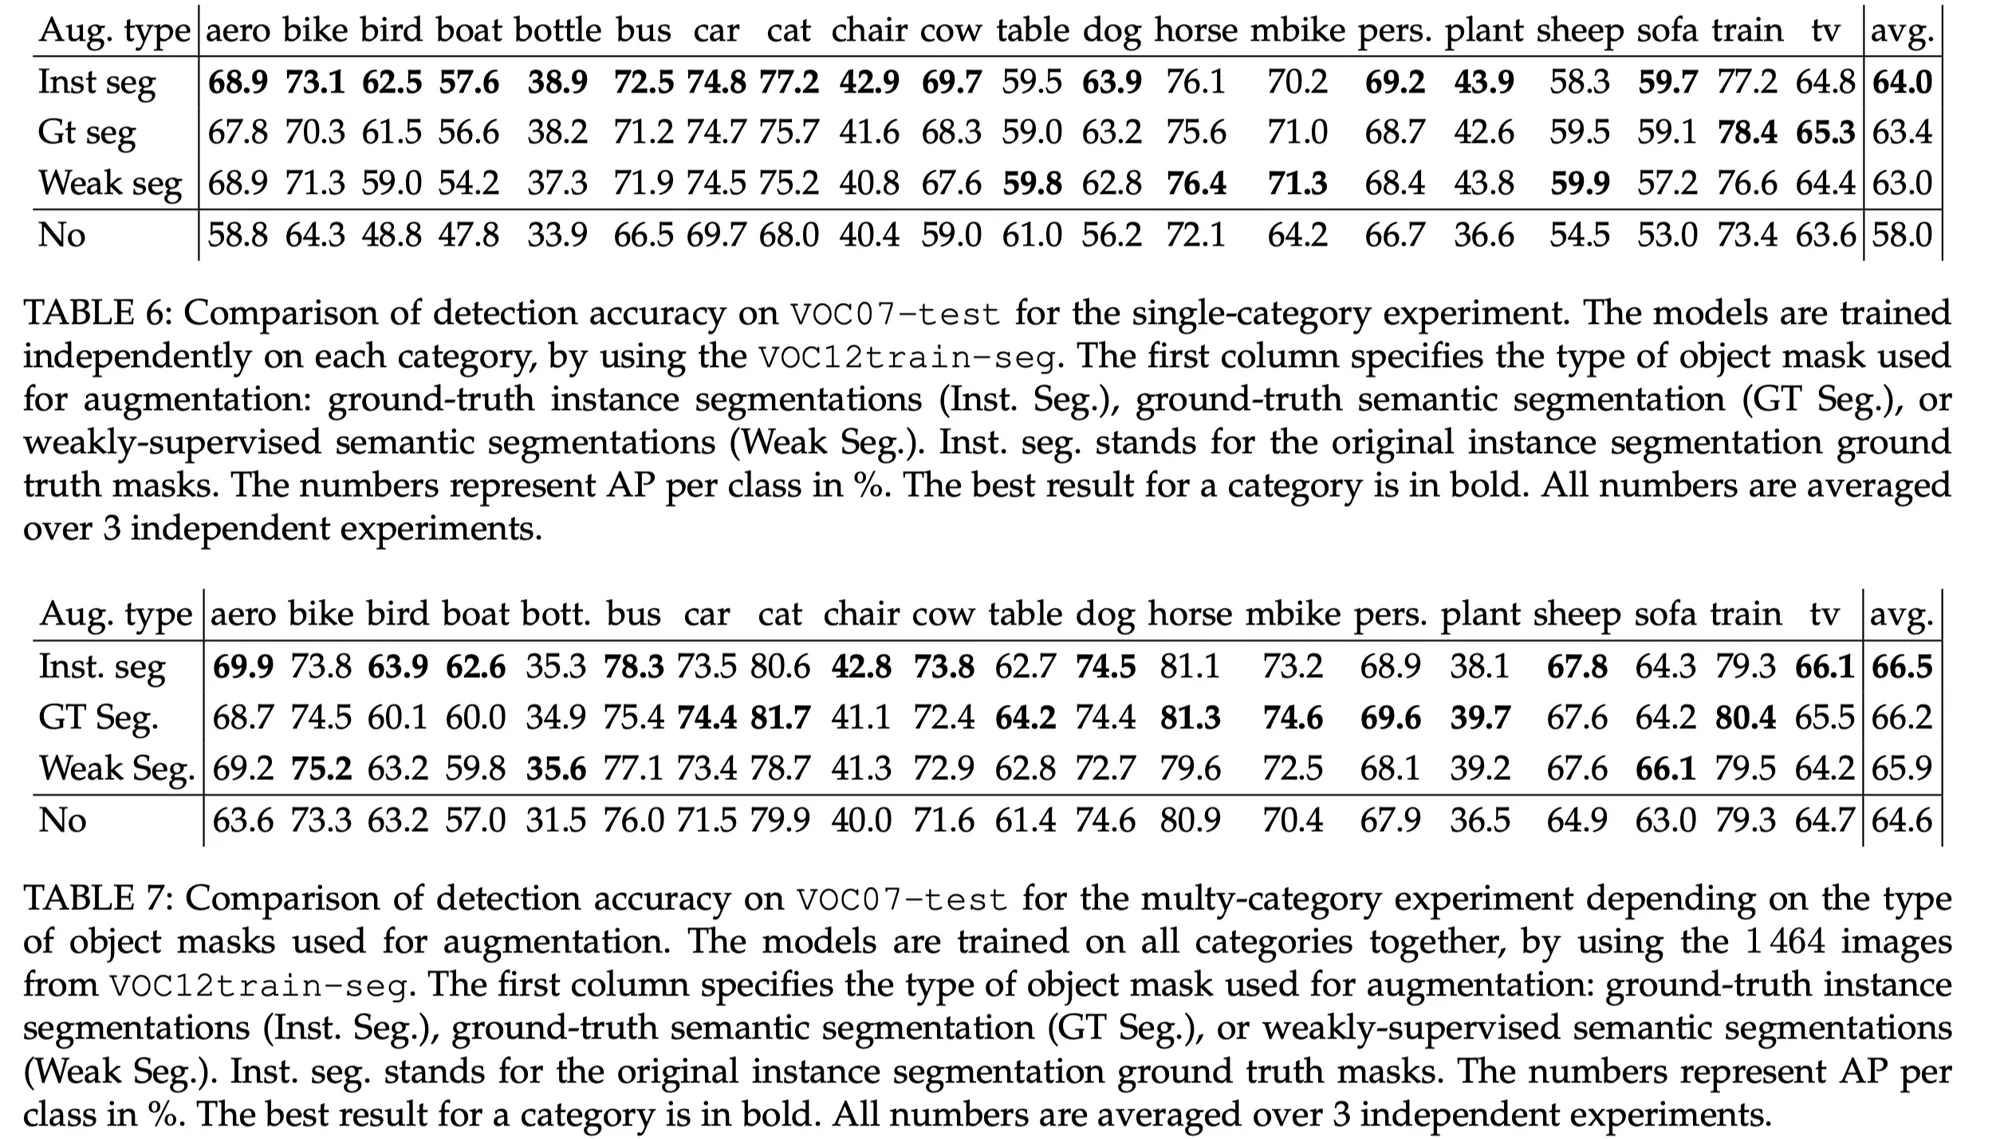 Aug. type aero bike bird boat bottle bus car cat chair cow table dog horse mbike pers. plant sheep sofa train tv avg.
Inst seg 68.9 73.1 62.5 57.6 38.9 72.5 74.8 77.2 42.9 69.7 59.5 63.9 76.1 70.2 69.2 43.9 58.3 59.7 77.2 64.8 64.0
Gt seg 67.8 70.3 61.5 56.6 38.2 71.2 74.7 75.7 41.6 68.3 59.0 63.2 75.6 71.0 68.7 42.6 59.5 59.1 78.4 65.3 63.4
Weak seg 68.9 71.3 59.0 54.2 37.3 71.9 74.5 75.2 40.8 67.6 59.8 62.8 76.4 71.3 68.4 43.8 59.9 57.2 76.6 64.4 63.0
No 58.8 64.3 48.8 47.8 33.9 66.5 69.7 68.0 40.4 59.0 61.0 56.2 72.1 64.2 66.7 36.6 54.5 53.0 73.4 63.6 58.0
TABLE 6: Comparison of detection accuracy on VOC07-test for the single-category experiment. The models are trained
independently on each category, by using the VOC12train-seg. The first column specifies the type of object mask used
for augmentation: ground-truth instance segmentations (Inst. Seg.), ground-truth semantic segmentation (GT Seg.), or
weakly-supervised semantic segmentations (Weak Seg.). Inst. seg. stands for the original instance segmentation ground
truth masks. The numbers represent AP per class in %. The best result for a category is in bold. All numbers are averaged
over 3 independent experiments.
Aug. type aero bike bird boat bott. bus car cat chair cow table dog horse mbike pers. plant sheep sofa train tv avg.
Inst. seg 69.9 73.8 63.9 62.6 35.3 78.3 73.5 80.6 42.8 73.8 62.7 74.5 81.1 73.2 68.9 38.1 67.8 64.3 79.3 66.1 66.5
GT Seg. 68.7 74.5 60.1 60.0 34.9 75.4 74.4 81.7 41.1 72.4 64.2 74.4 81.3 74.6 69.6 39.7 67.6 64.2 80.4 65.5 66.2
Weak Seg. 69.2 75.2 63.2 59.8 35.6 77.1 73.4 78.7 41.3 72.9 62.8 72.7 79.6 72.5 68.1 39.2 67.6 66.1 79.5 64.2 65.9
No 63.6 73.3 63.2 57.0 31.5 76.0 71.5 79.9 40.0 71.6 61.4 74.6 80.9 70.4 67.9 36.5 64.9 63.0 79.3 64.7 64.6
TABLE 7: Comparison of detection accuracy on VOC07-test for the multy-category experiment depending on the type
of object masks used for augmentation. The models are trained on all categories together, by using the 1 464 images
from VOC12train-seg. The first column specifies the type of object mask used for augmentation: ground-truth instance
segmentations (Inst. Seg.), ground-truth semantic segmentation (GT Seg.), or weakly-supervised semantic segmentations
(Weak Seg.). Inst. seg. stands for the original instance segmentation ground truth masks. The numbers represent AP per
class in %. The best result for a category is in bold. All numbers are averaged over 3 independent experiments.